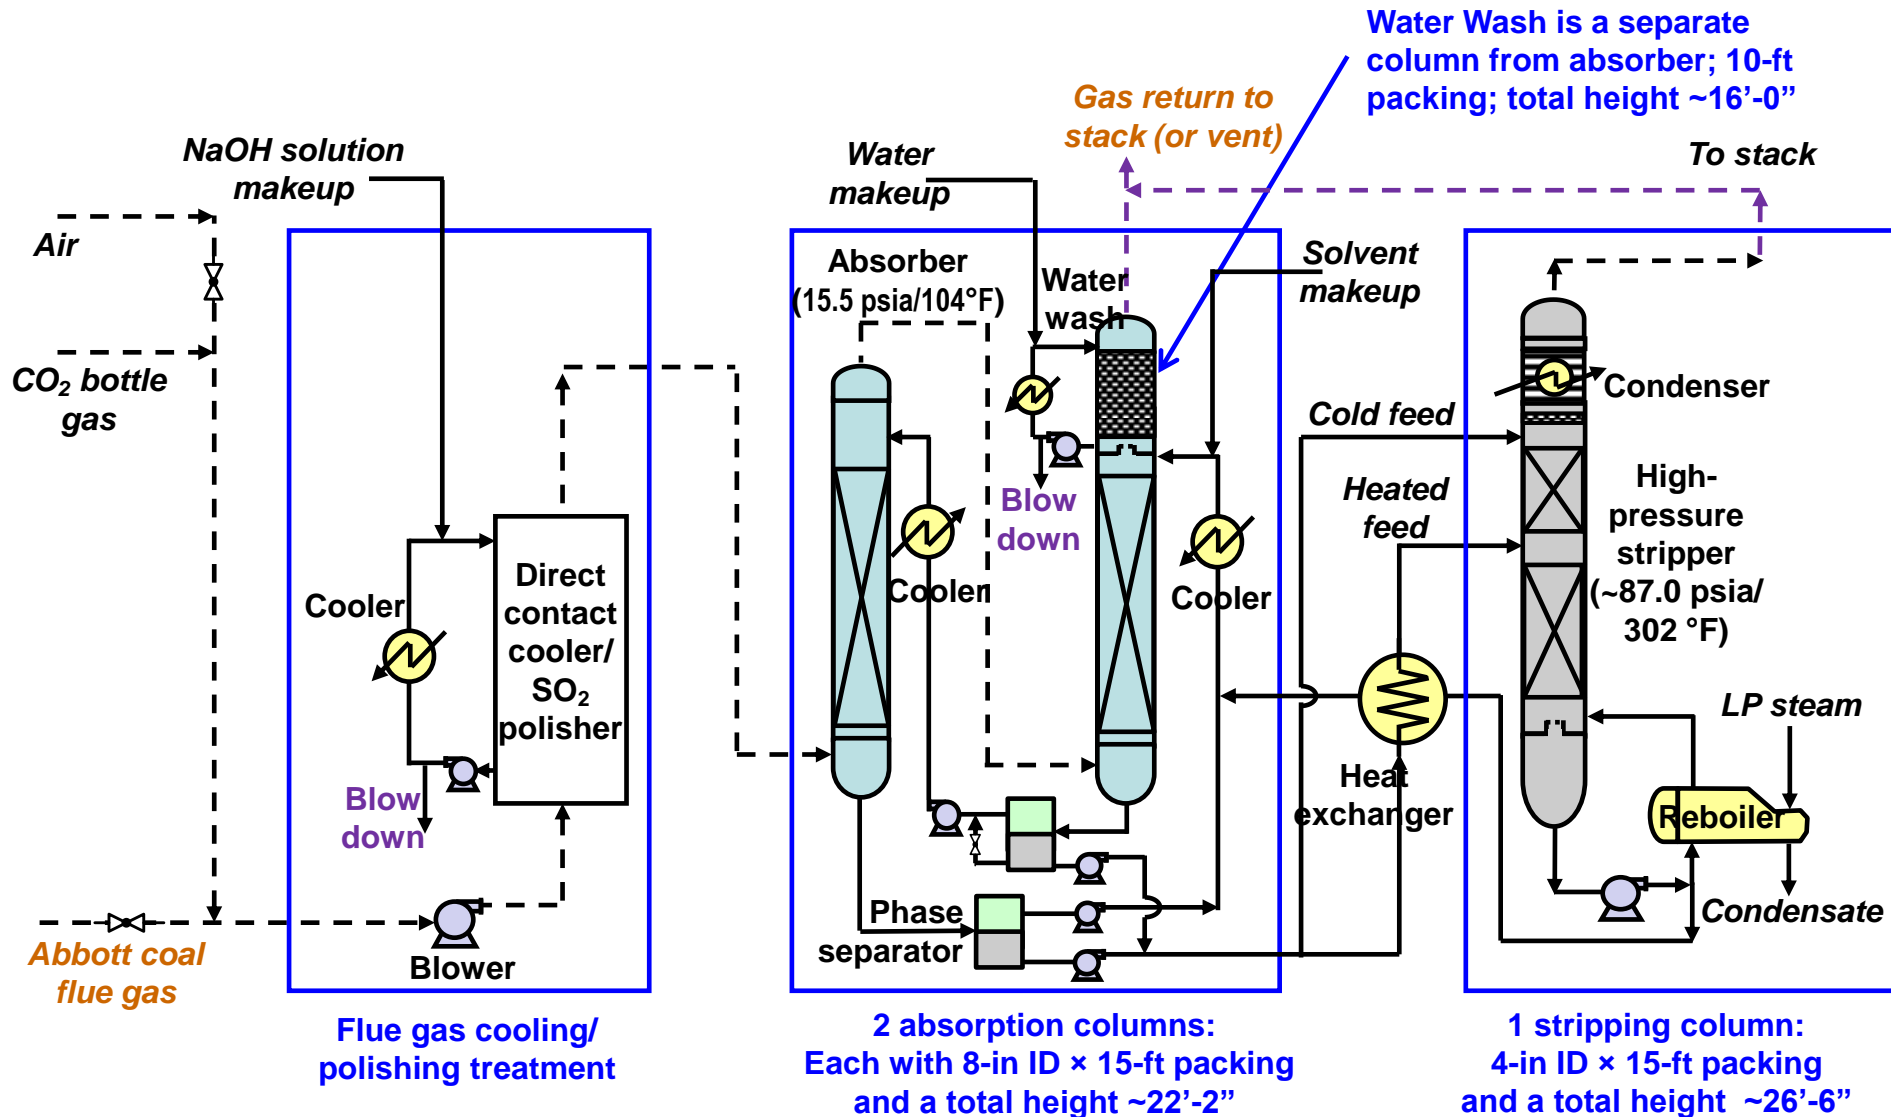 Water Wash is a separate
column from absorber; 10-ft
packing; total height ~16’-0”
Gas return to
stack (or vent)
To stack
NaOH solution
makeup
Water
makeup
Air
Solvent
makeup
Absorber
(15.5 psia/104°F)
Water
wash
CO₂ bottle
gas
Condenser
Cold feed
Heated
feed
High-
pressure
stripper
(~87.0 psia/
302 °F)
Blow
down
Direct
contact
cooler/
SO₂
polisher
Cooler
Cooler
Cooler
LP steam
Heat
exchanger
Reboiler
Blow
down
Phase
separator
Condensate
Abbott coal
flue gas
Blower
Flue gas cooling/
polishing treatment
2 absorption columns:
Each with 8-in ID × 15-ft packing
and a total height ~22’-2”
1 stripping column:
4-in ID × 15-ft packing
and a total height ~26’-6”